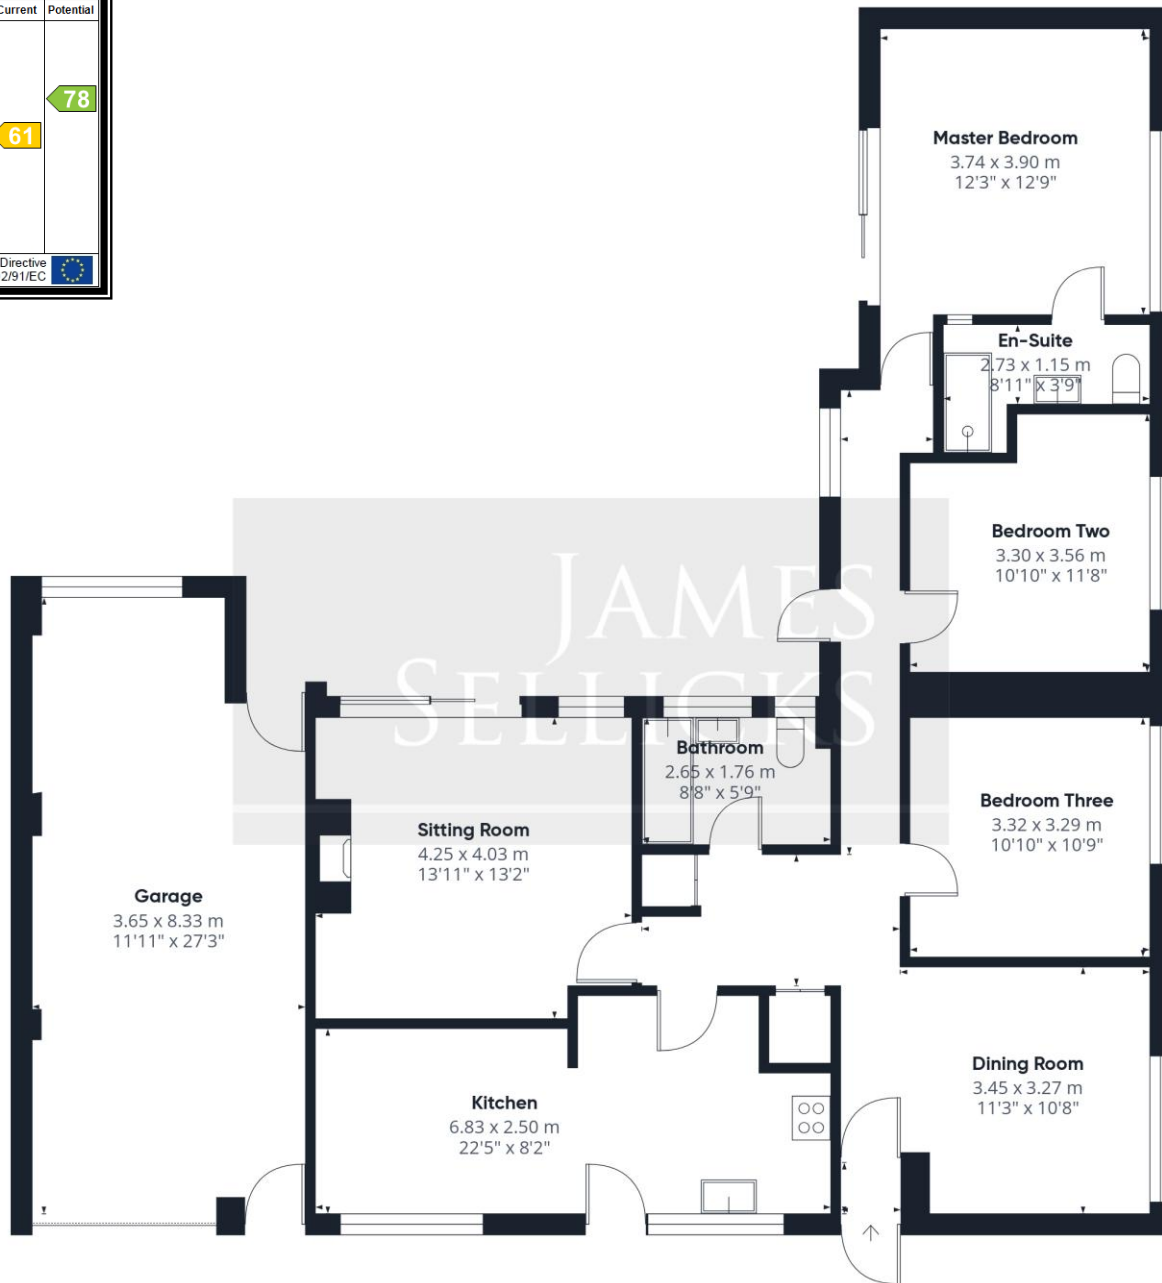 Current Potential
78
61
Directive
2/91/EC
Master Bedroom
3.74 x 3.90 m
12'3" x 12'9"
En-Suite
2.73 x 1.15 m
8'11" x 3'9"
Bedroom Two
3.30 x 3.56 m
10'10" x 11'8"
JAMES
SELLICKS
Bathroom
2.65 x 1.76 m
8'8" x 5'9"
Bedroom Three
3.32 x 3.29 m
10'10" x 10'9"
Sitting Room
4.25 x 4.03 m
13'11" x 13'2"
Garage
3.65 x 8.33 m
11'11" x 27'3"
Dining Room
3.45 x 3.27 m
11'3" x 10'8"
Kitchen
6.83 x 2.50 m
22'5" x 8'2"